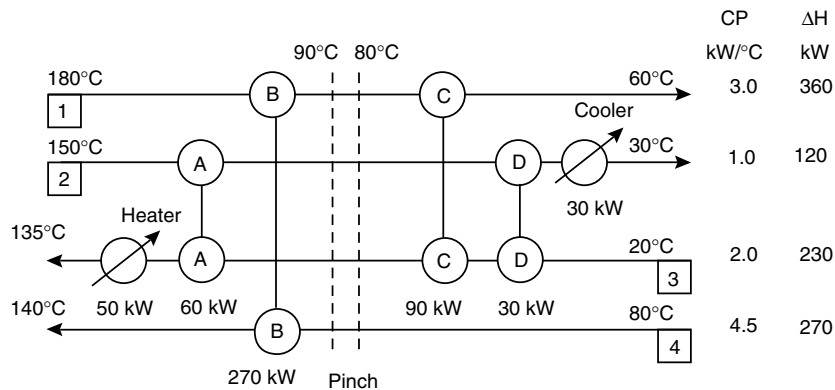 CP ΔH
90°C 80°C kW/°C kW
180°C 60°C
1 B C 3.0 360
Cooler
150°C 30°C
2 A D 1.0 120
Heater 30 kW
135°C 20°C
A C D 2.0 230
3
50 kW 60 kW 90 kW 30 kW
140°C 80°C
B 4.5 270
4
270 kW Pinch